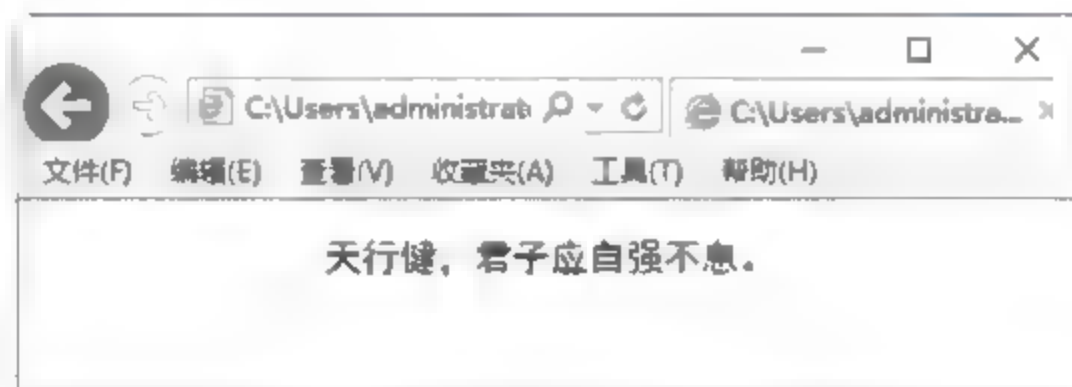 C:\Users\administrat C:\Users\administra...
文件(F) 编辑(E) 查看(V) 收藏夹(A) 工具(T) 帮助(H)
天行健，君子应自强不息。